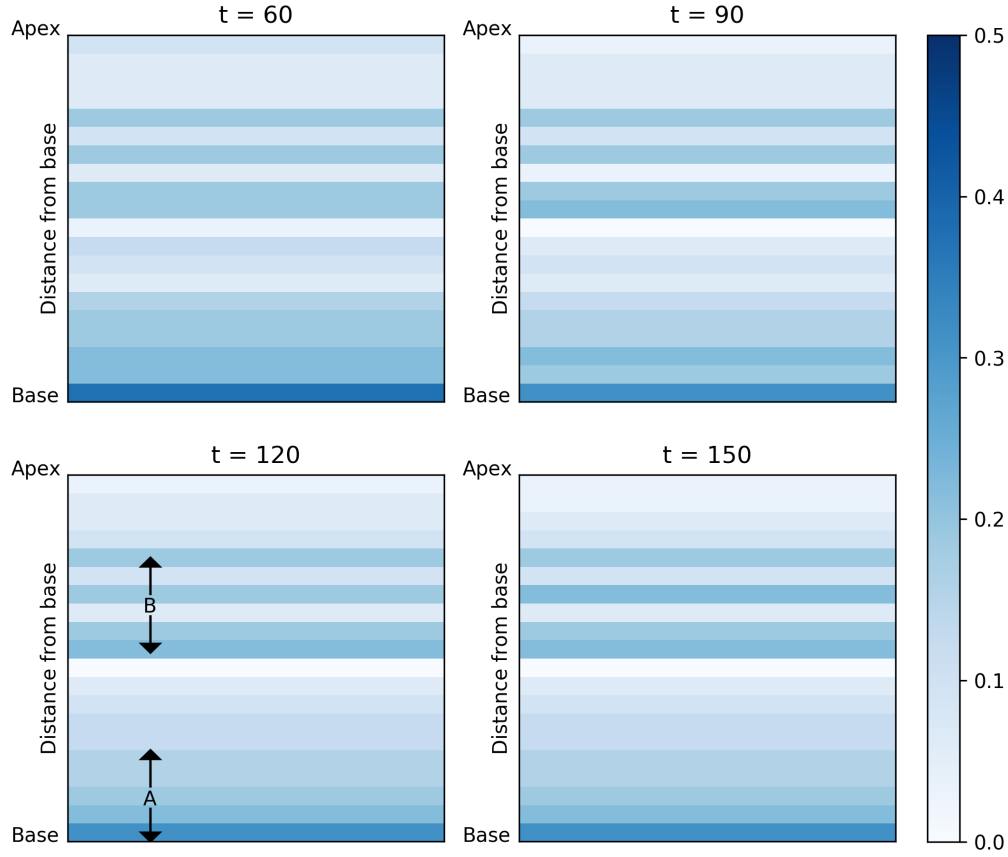 t = 60
t = 90
Apex
Distance from base
Base
Apex
Distance from base
Base
0.5
0.4
0.3
0.2
0.1
0.0
t = 120
t = 150
Apex
Distance from base
B
A
Base
Apex
Distance from base
Base